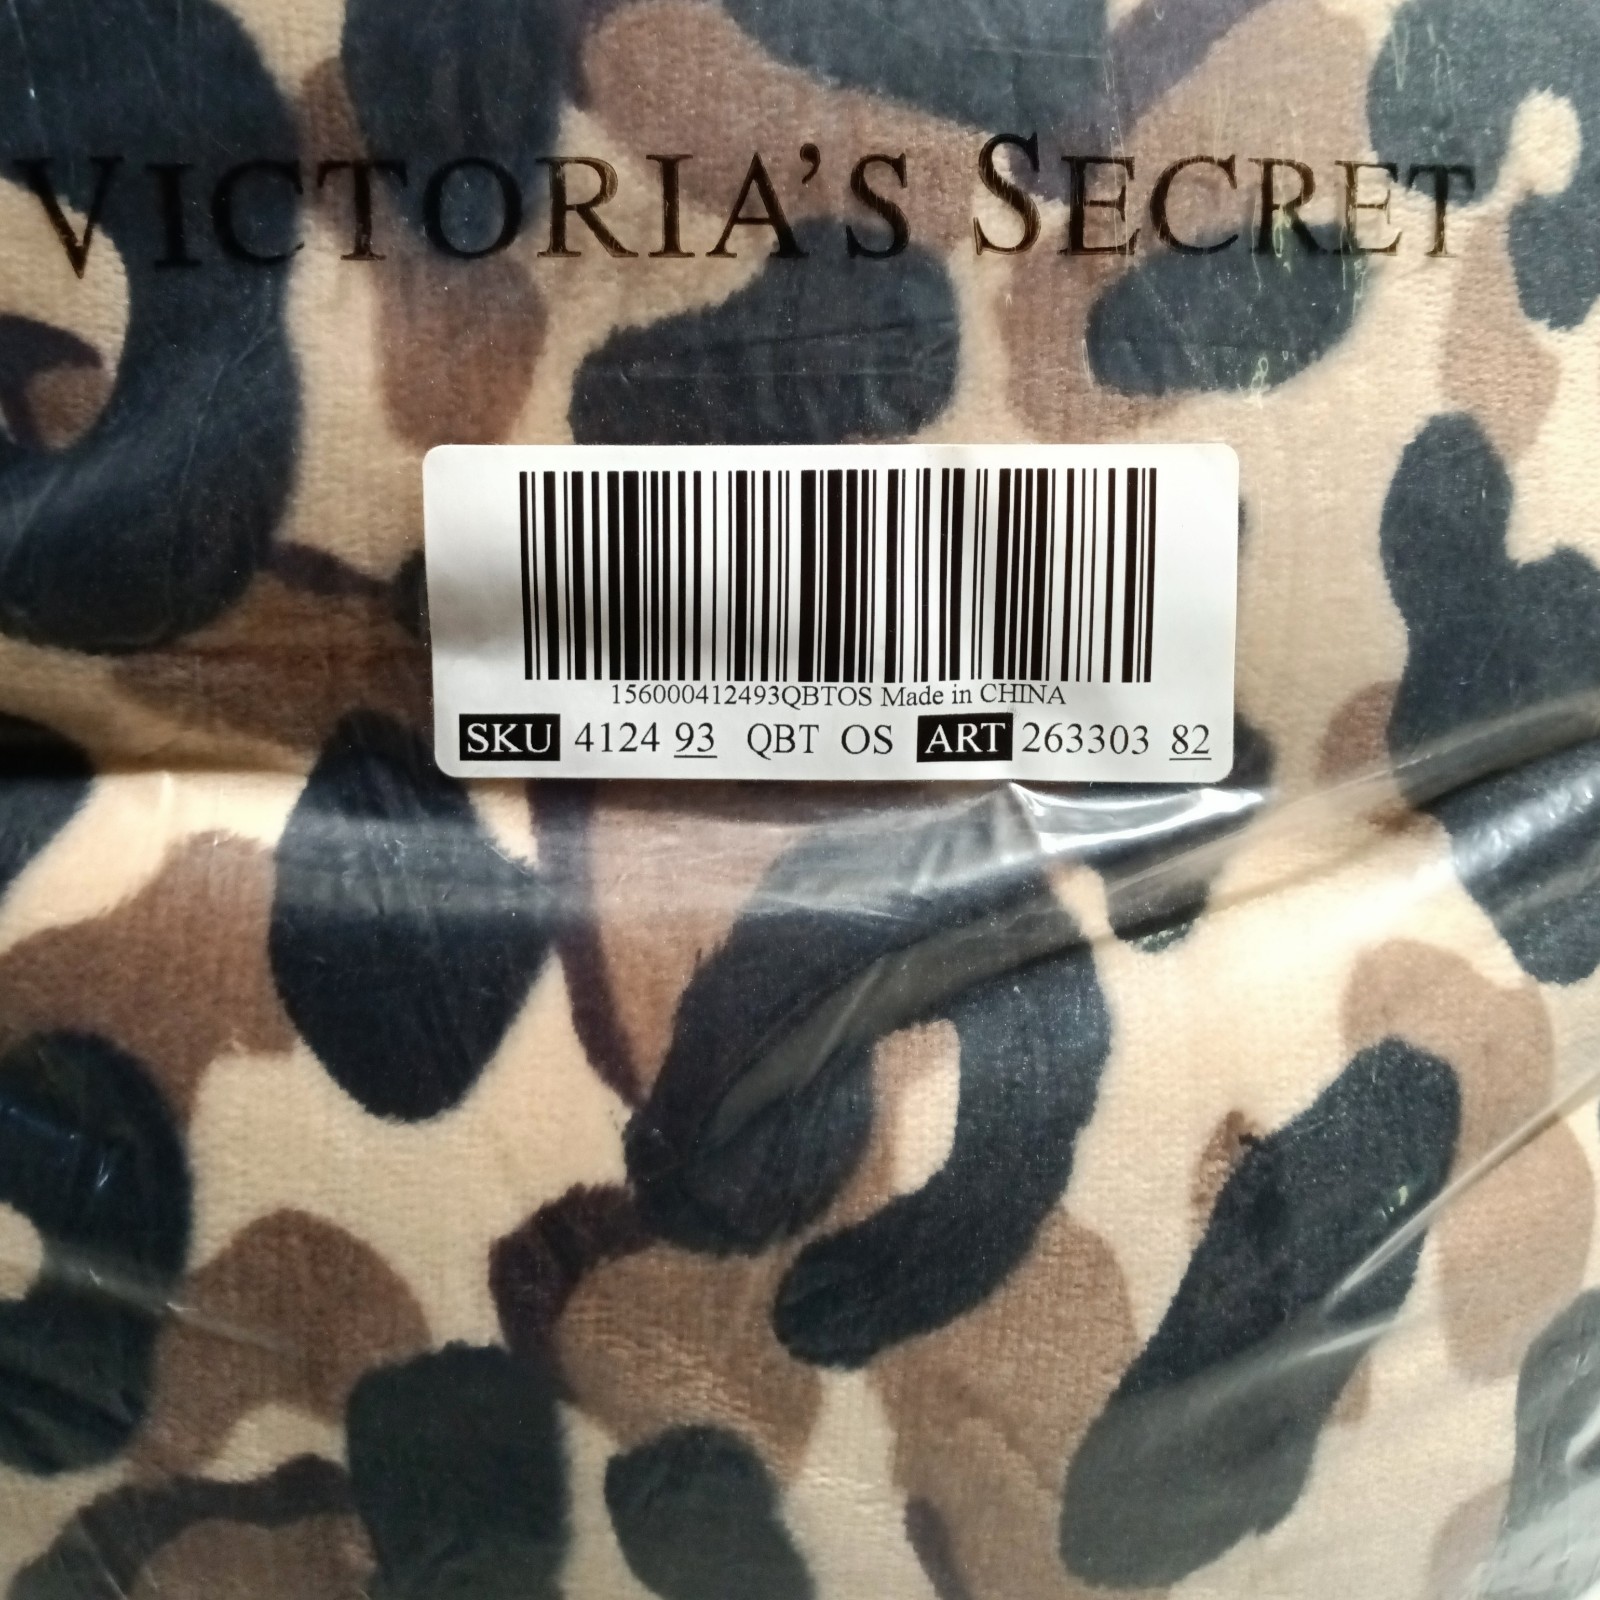 VICTORIA'S SECRET
156000412493QBTOS Made in CHINA
SKU 4124 93 QBT OS ART 263303 82